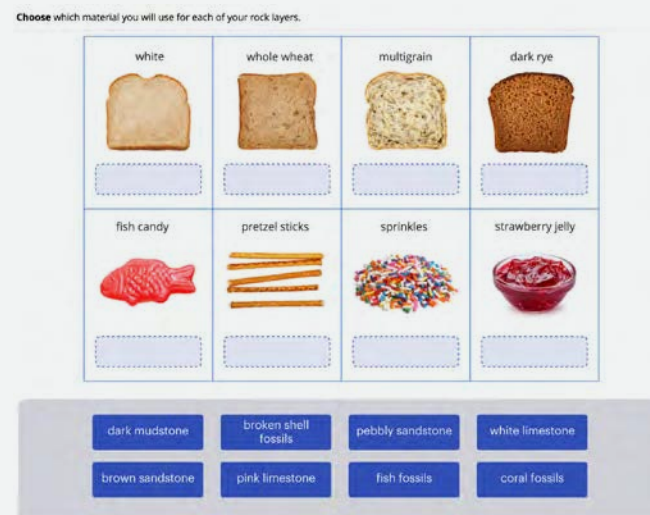 Choose which material you will use for each of your rock layers.
white
whole wheat
multigrain
dark rye
fish candy
pretzel sticks
sprinkles
strawberry jelly
dark mudstone
broken shell
fossils
pebbly sandstone
white limestone
brown sandstone
pink limestone
fish fossils
coral fossils